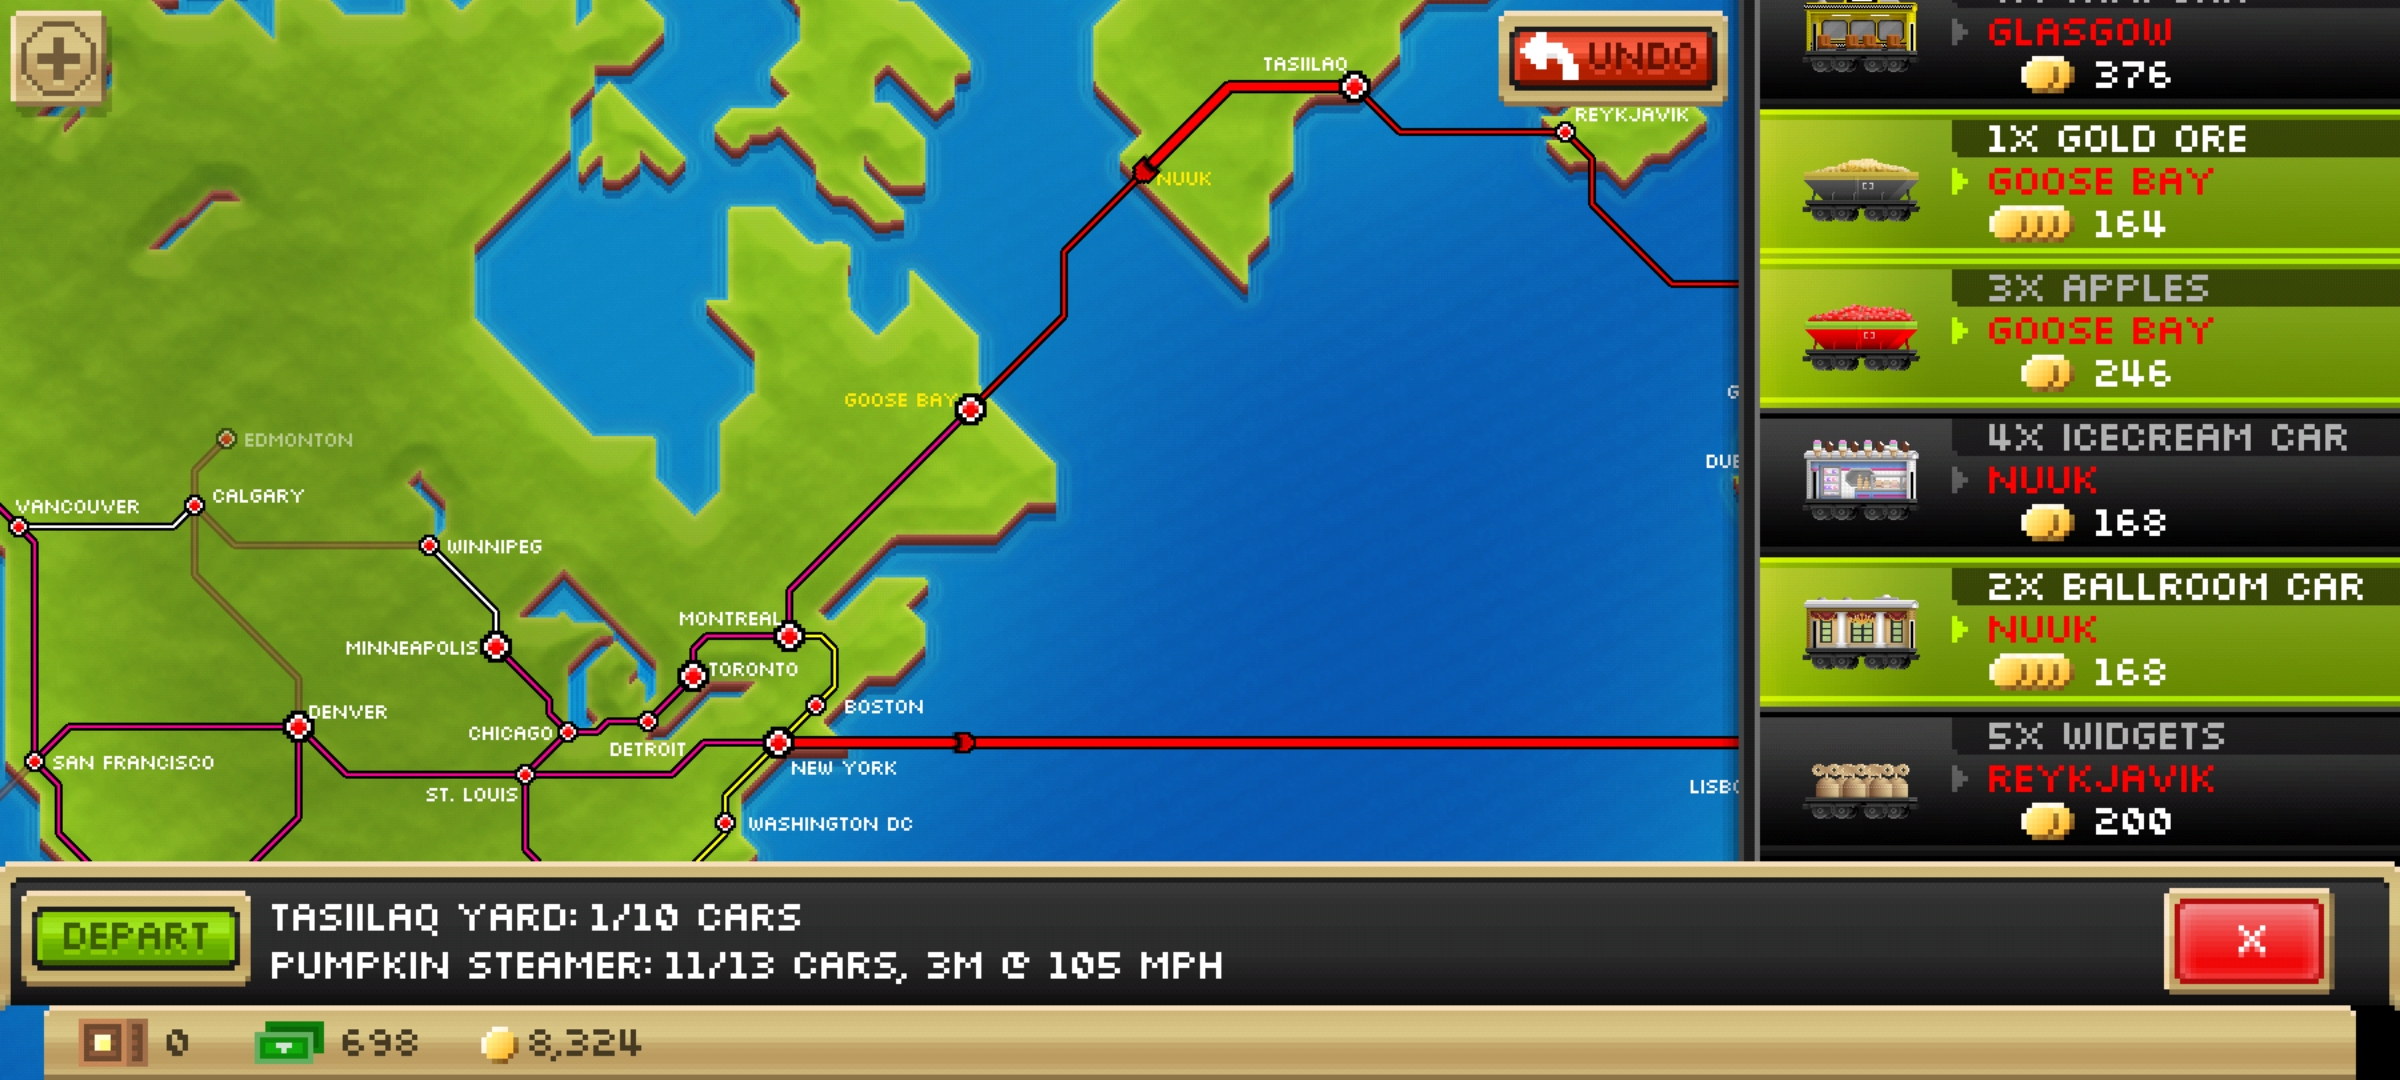 UNDO
TASIILAQ
REYKJAVIK
NUUK
GOOSE BAY
EDMONTON
CALGARY
VANCOUVER
WINNIPEG
MONTREAL
MINNEAPOLIS
TORONTO
DENVER
BOSTON
CHICAGO
DETROIT
SAN FRANCISCO
NEW YORK
ST. LOUIS
WASHINGTON DC
GLASGOW
376
1X GOLD ORE
GOOSE BAY
164
3X APPLES
GOOSE BAY
246
4X ICECREAM CAR
NUUK
168
2X BALLROOM CAR
NUUK
168
5X WIDGETS
REYKJAVIK
200
DEPART
TASIILAQ YARD: 1/10 CARS
PUMPKIN STEAMER: 11/13 CARS, 3M @ 105 MPH
X
0
698
8,324